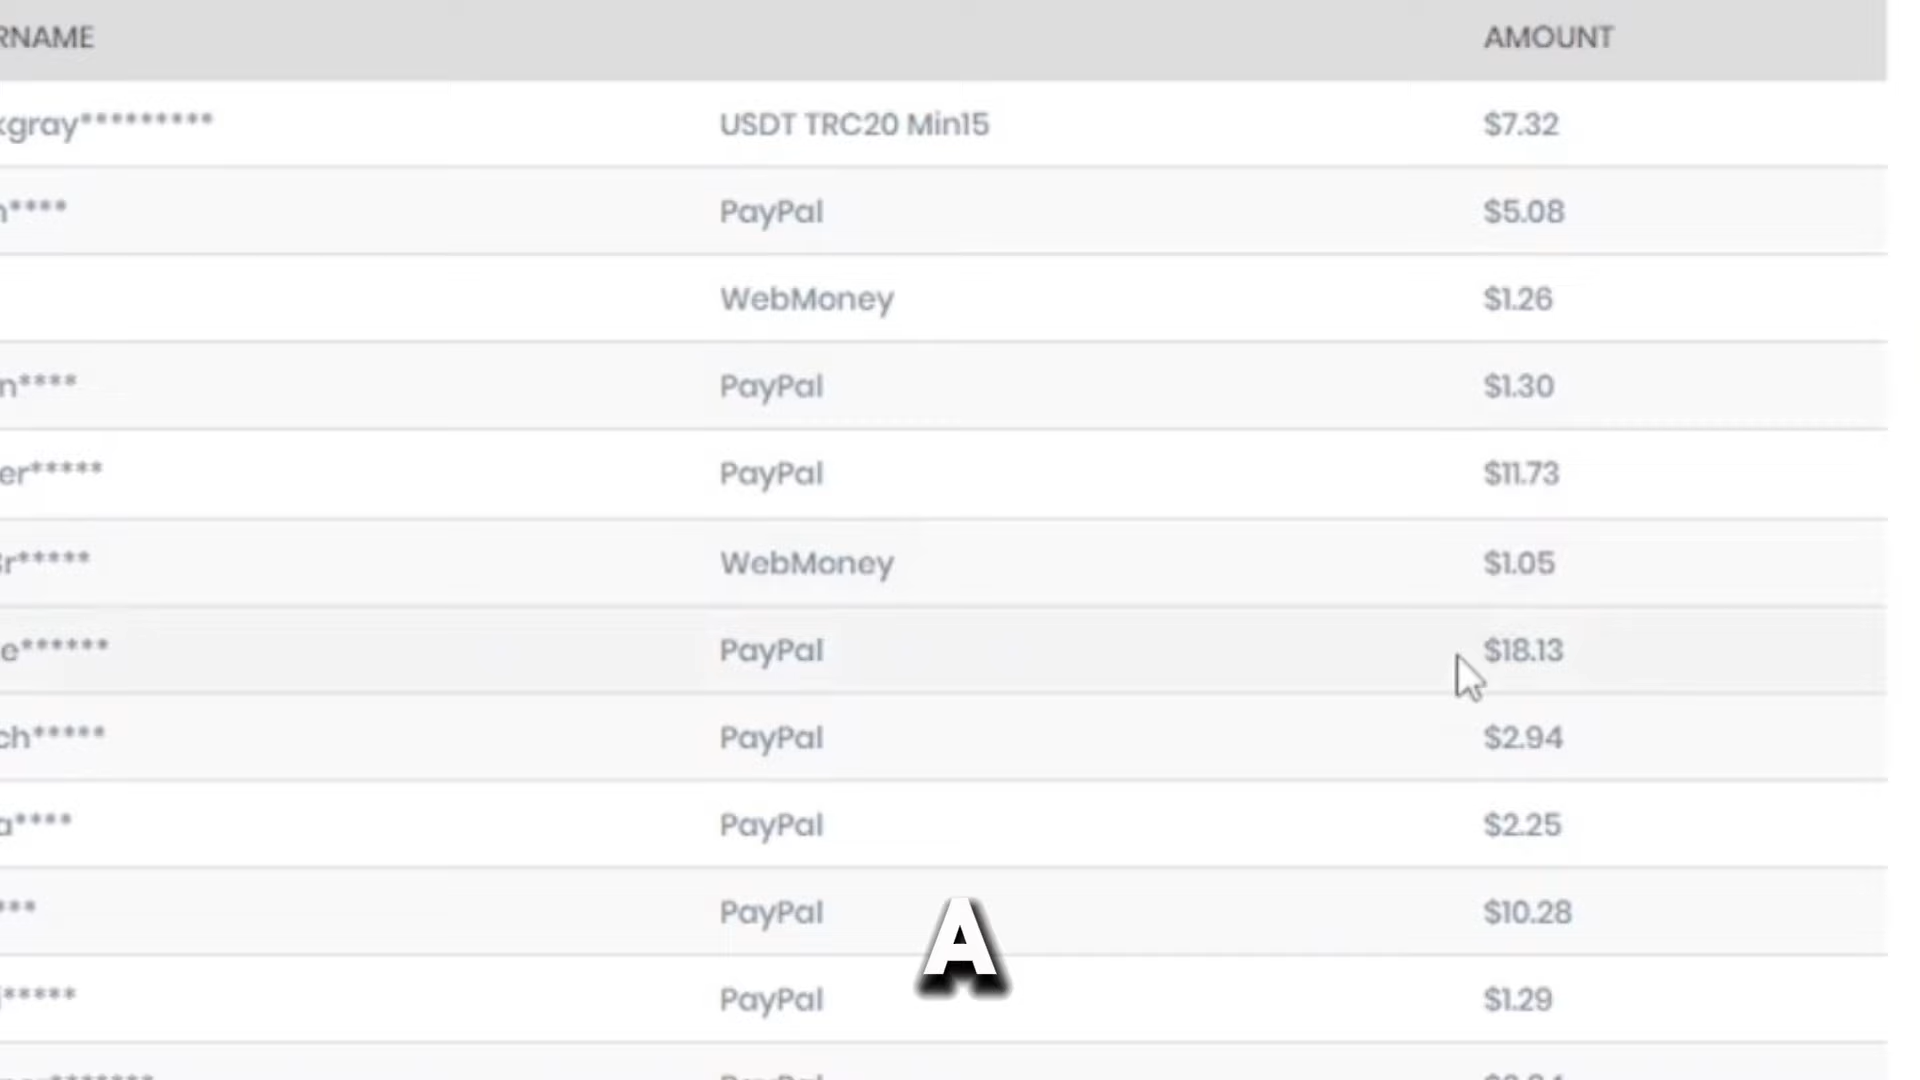 RNAME AMOUNT
kgray********* USDT TRC20 Min15 $7.32
n**** PayPal $5.08
WebMoney $1.26
n**** PayPal $1.30
er***** PayPal $11.73
r***** WebMoney $1.05
e****** PayPal $18.13
ch***** PayPal $2.94
a**** PayPal $2.25
*** PayPal $10.28
***** PayPal $1.29
A